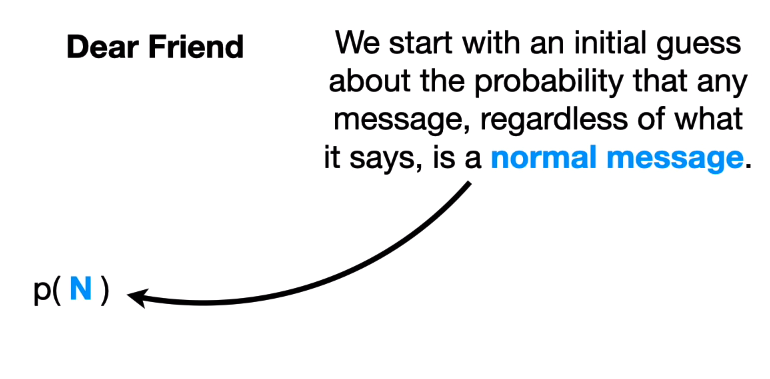 Dear Friend
We start with an initial guess
about the probability that any
message, regardless of what
it says, is a normal message.
p( N )